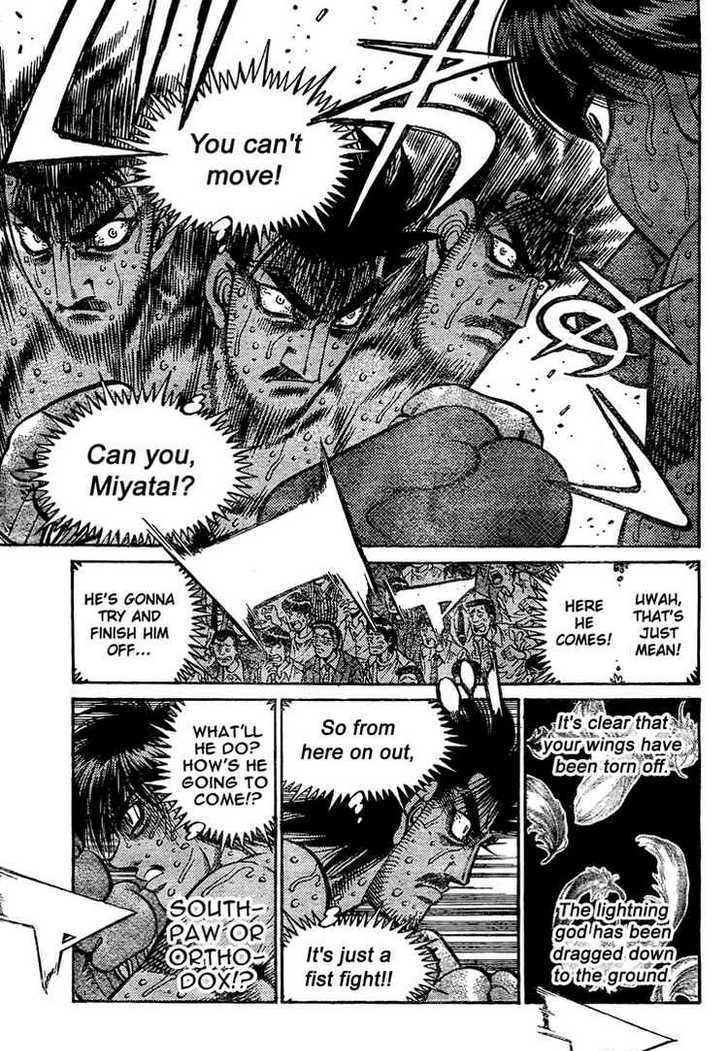 You can't
move!
Can you,
Miyata!?
UWAH,
THAT'S
JUST
MEAN!
HERE
HE
COMES!
HE'S GONNA
TRY AND
FINISH HIM
OFF...
It's clear that
your wings have
been torn off.
The lightning
god has been
dragged down
to the ground.
So from
here on out,
It's just a
fist fight!!
WHAT'LL
HE DO?
HOW'S HE
GOING TO
COME!?
SOUTH-
PAW OR
ORTHO-
DOX!?